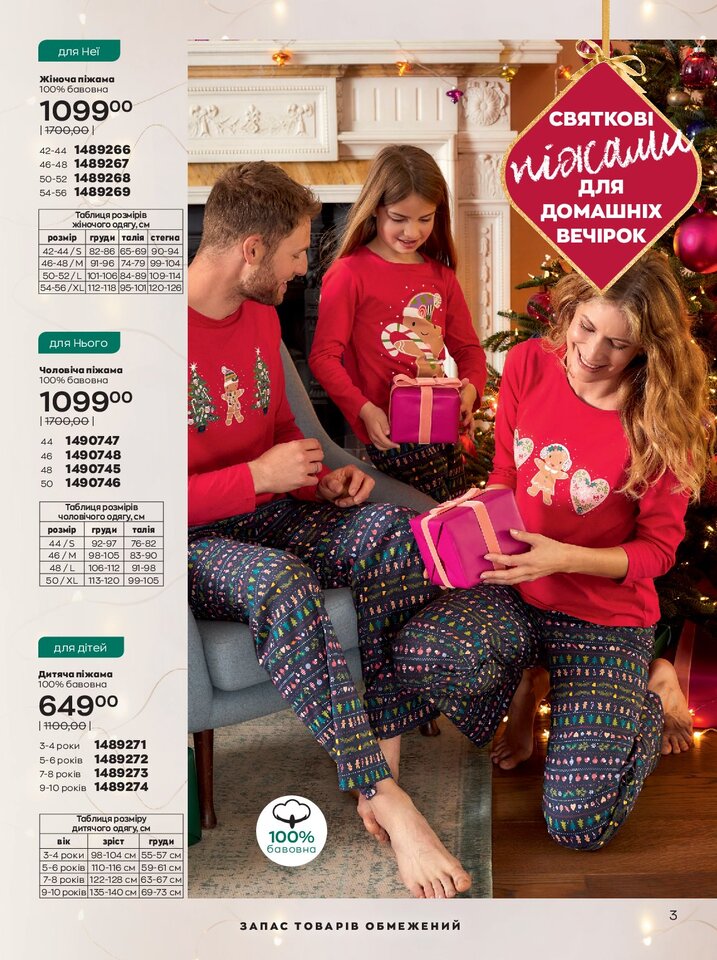 для Неї
Жіноча піжама
100% бавовна
1099⁰⁰
| 1700,00 |
42-44 1489266
46-48 1489267
50-52 1489268
54-56 1489269
Таблиця розмірів
жіночого одягу, см
розмір груди талія стегна
42-44 / S 82-86 65-69 90-94
46-48 / M 91-96 74-79 99-104
50-52 / L 101-106 84-89 109-114
54-56 / XL 112-118 95-101 120-126
для Нього
Чоловіча піжама
100% бавовна
1099⁰⁰
| 1700,00 |
44 1490747
46 1490748
48 1490745
50 1490746
Таблиця розмірів
чоловічого одягу, см
розмір груди талія
44 / S 92-97 76-82
46 / M 98-105 83-90
48 / L 106-112 91-98
50 / XL 113-120 99-105
для дітей
Дитяча піжама
100% бавовна
649⁰⁰
| 1100,00 |
3-4 роки 1489271
5-6 років 1489272
7-8 років 1489273
9-10 років 1489274
Таблиця розміру
дитячого одягу, см
вік зріст груди
3-4 роки 98-104 см 55-57 см
5-6 років 110-116 см 59-61 см
7-8 років 122-128 см 63-67 см
9-10 років 135-140 см 69-73 см
СВЯТКОВІ
піжами
ДЛЯ
ДОМАШНІХ
ВЕЧІРОК
100%
бавовна
ЗАПАС ТОВАРІВ ОБМЕЖЕНИЙ
3